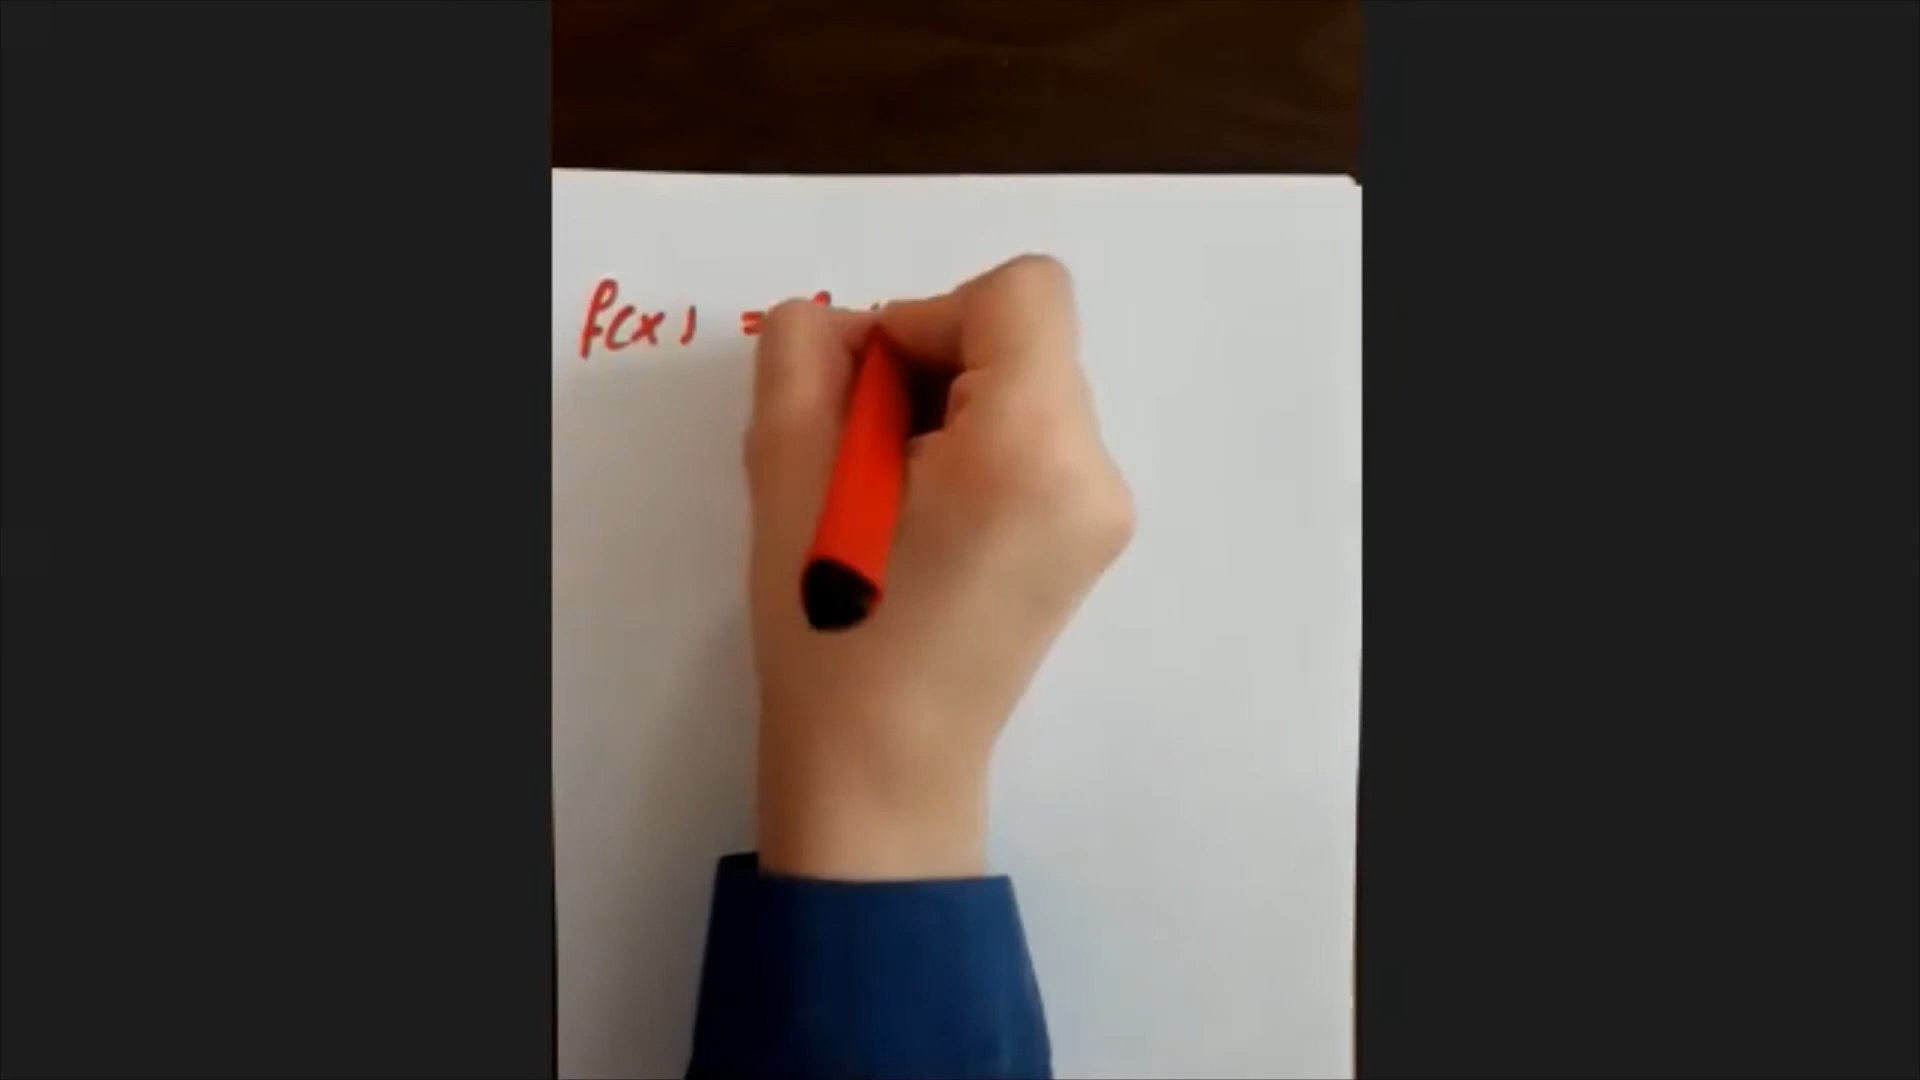 f(x) =